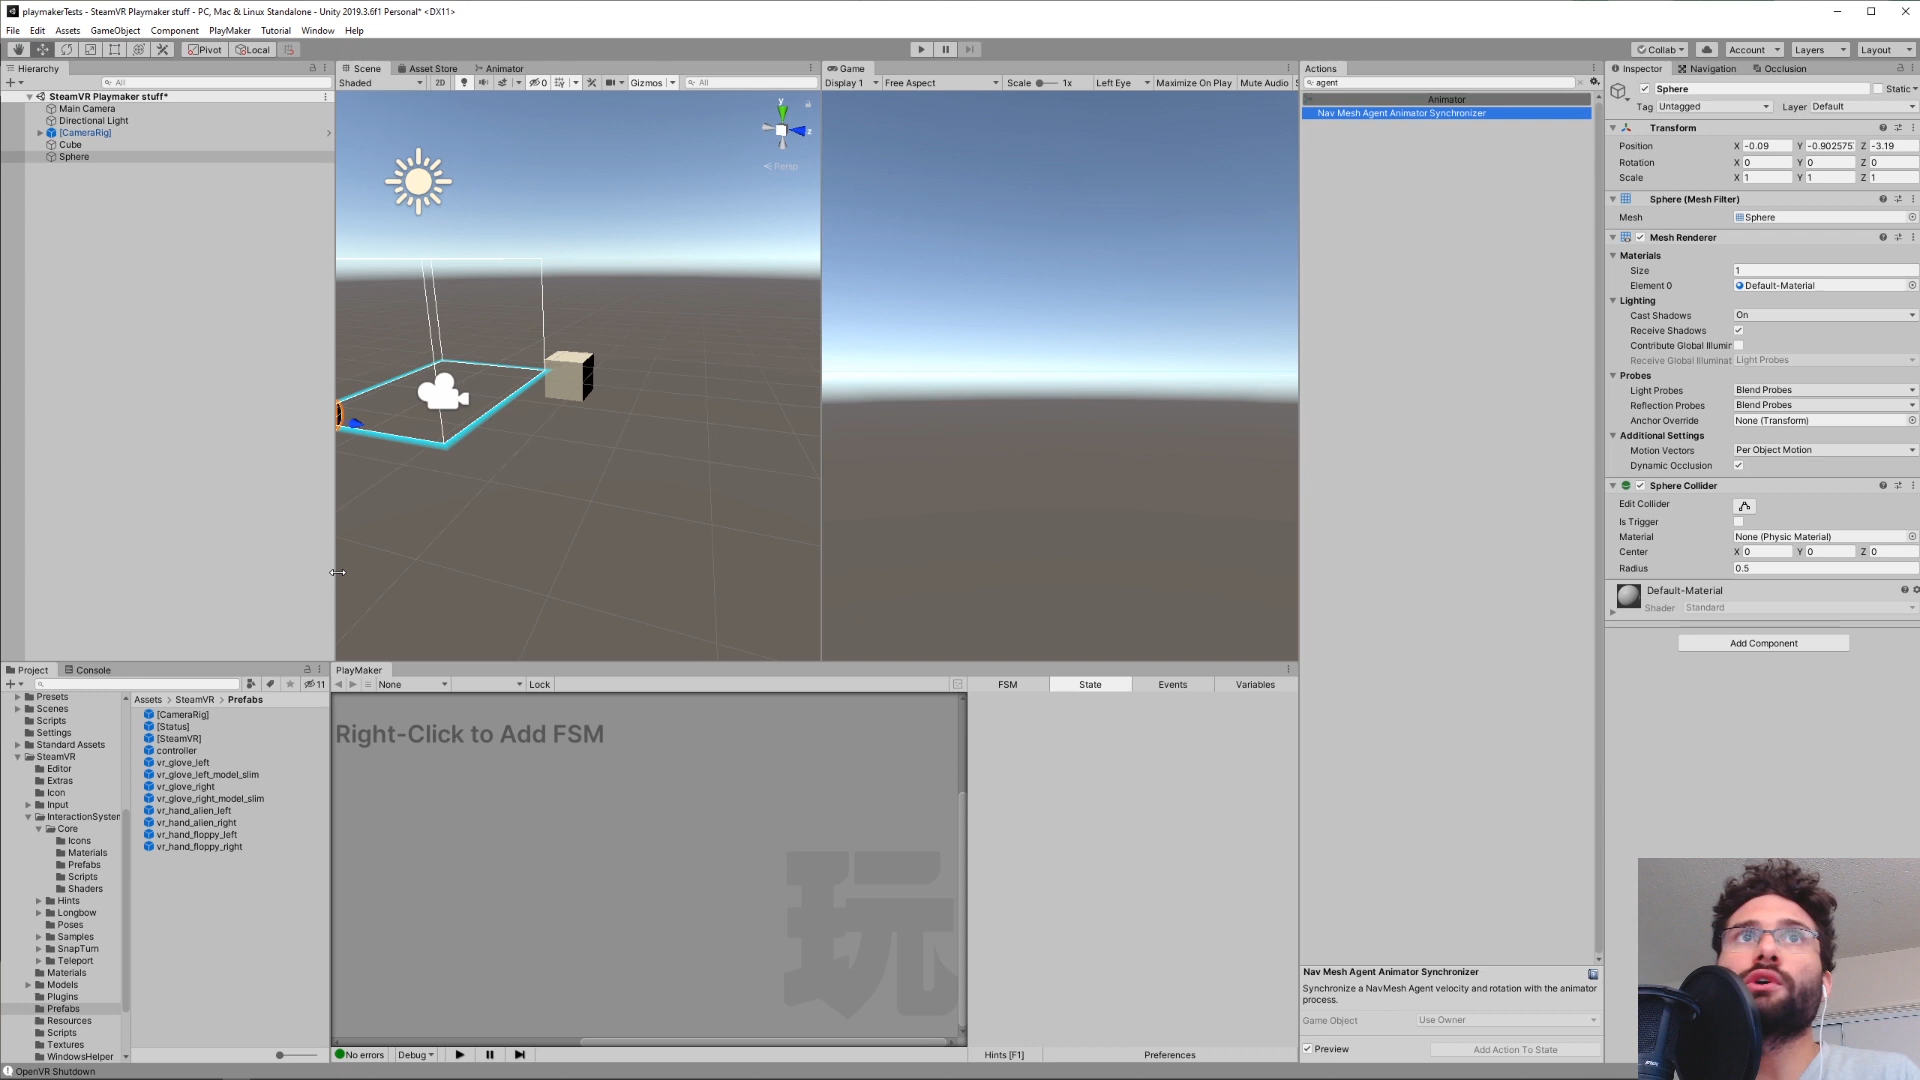 playmakerTests - SteamVR Playmaker stuff - PC, Mac & Linux Standalone - Unity 2019.3.6f1 Personal* <DX11>
File Edit Assets GameObject Component PlayMaker Tutorial Window Help
Pivot Local Collab Account Layers Layout
Hierarchy
All
SteamVR Playmaker stuff*
Main Camera
Directional Light
[CameraRig]
Cube
Sphere
Scene Asset Store Animator
Shaded 2D 0 Gizmos All
y
z
Persp
Game
Display 1 Free Aspect Scale 1x Left Eye Maximize On Play Mute Audio S
Actions
agent
Animator
Nav Mesh Agent Animator Synchronizer
Nav Mesh Agent Animator Synchronizer
Synchronize a NavMesh Agent velocity and rotation with the animator
process.
Game Object Use Owner
Preview Add Action To State
Inspector Navigation Occlusion
Sphere Static
Tag Untagged Layer Default
Transform
Position X -0.09 Y -0.902575 Z -3.19
Rotation X 0 Y 0 Z 0
Scale X 1 Y 1 Z 1
Sphere (Mesh Filter)
Mesh Sphere
Mesh Renderer
Materials
Size 1
Element 0 Default-Material
Lighting
Cast Shadows On
Receive Shadows
Contribute Global Illumir
Receive Global Illuminat Light Probes
Probes
Light Probes Blend Probes
Reflection Probes Blend Probes
Anchor Override None (Transform)
Additional Settings
Motion Vectors Per Object Motion
Dynamic Occlusion
Sphere Collider
Edit Collider
Is Trigger
Material None (Physic Material)
Center X 0 Y 0 Z 0
Radius 0.5
Default-Material
Shader Standard
Add Component
Project Console
11
Presets
Scenes
Scripts
Settings
Standard Assets
SteamVR
Editor
Extras
Icon
Input
InteractionSysten
Core
Icons
Materials
Prefabs
Scripts
Shaders
Hints
Longbow
Poses
Samples
SnapTurn
Teleport
Materials
Models
Plugins
Prefabs
Resources
Scripts
Textures
WindowsHelper
Assets > SteamVR > Prefabs
[CameraRig]
[Status]
[SteamVR]
controller
vr_glove_left
vr_glove_left_model_slim
vr_glove_right
vr_glove_right_model_slim
vr_hand_alien_left
vr_hand_alien_right
vr_hand_floppy_left
vr_hand_floppy_right
PlayMaker
None Lock
FSM State Events Variables
Right-Click to Add FSM
玩
No errors Debug Hints [F1] Preferences
OpenVR Shutdown